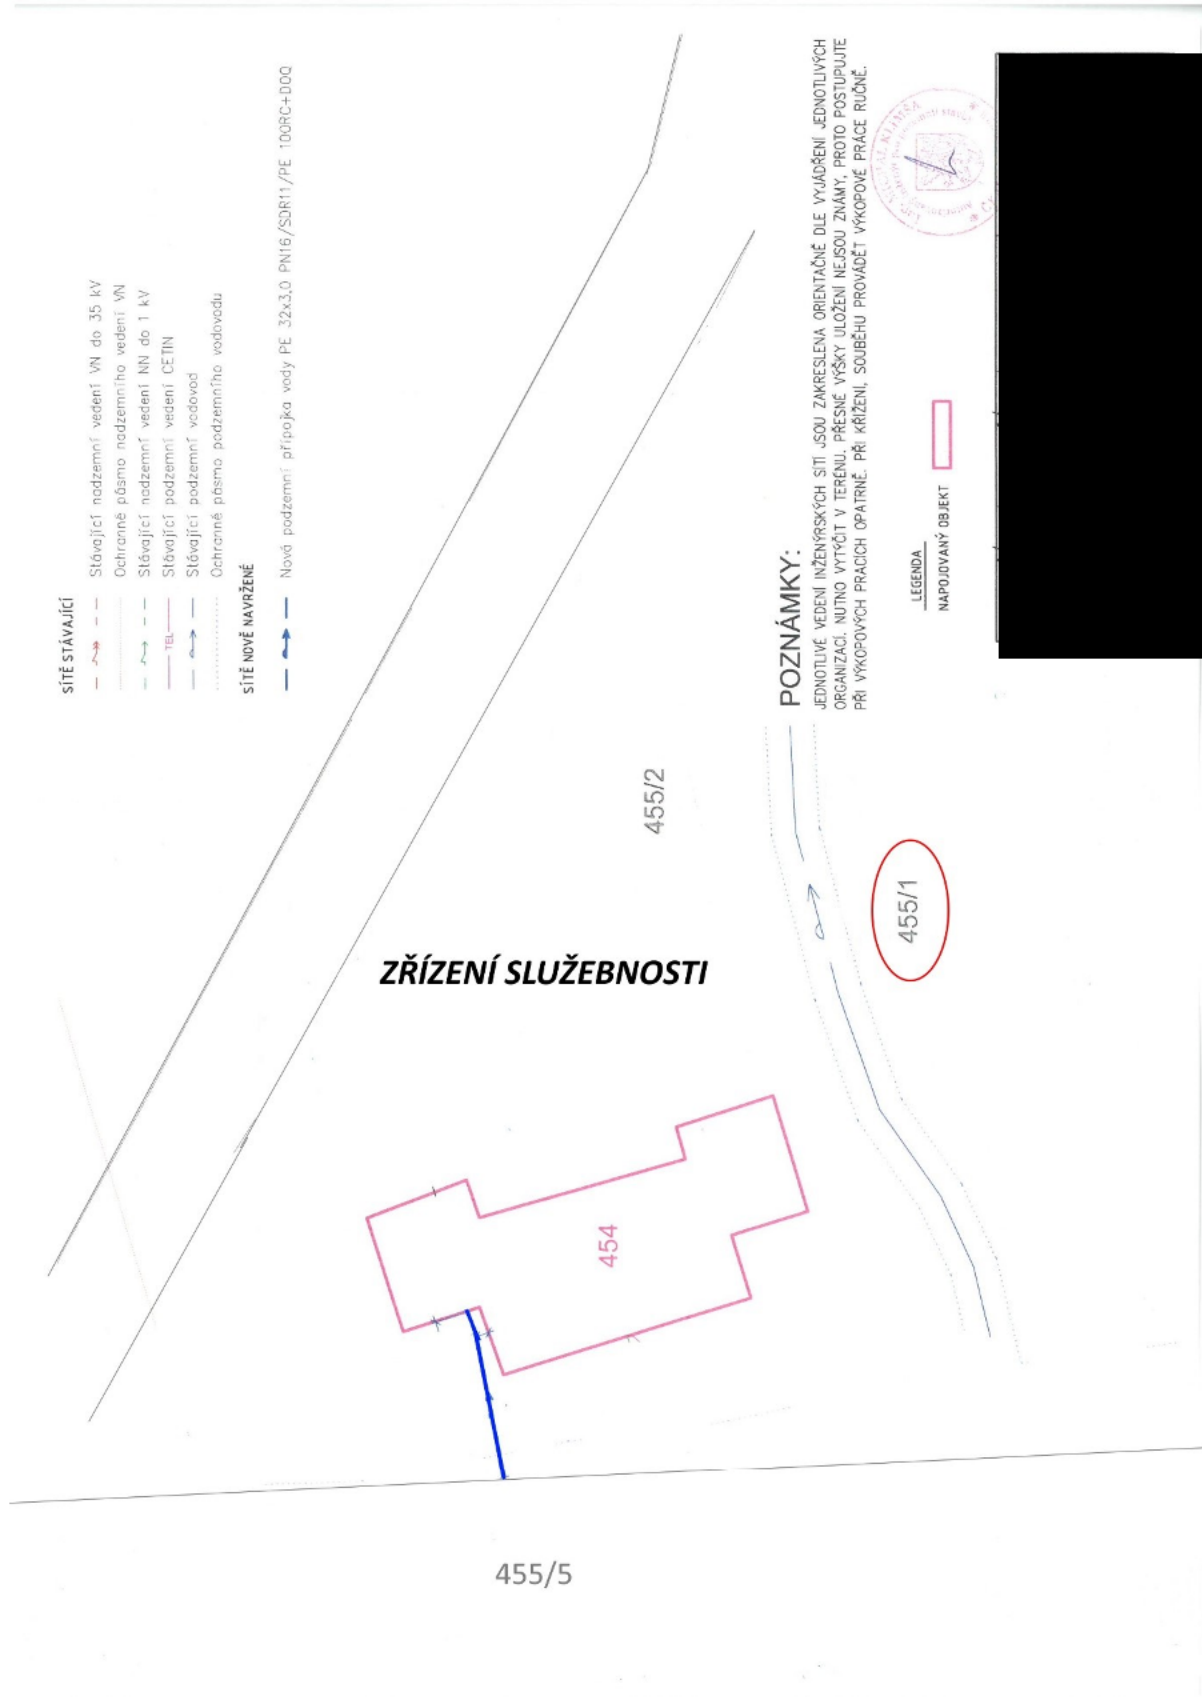 SÍTĚ STÁVAJÍCÍ
Stávající nadzemní vedení VN do 35 kV
Ochranné pásmo nadzemního vedení VN
Stávající nadzemní vedení NN do 1 kV
TEL
Stávající podzemní vedení CETIN
Stávající podzemní vodovod
Ochranné pásmo podzemního vodovodu
SÍTĚ NOVĚ NAVRŽENÉ
Nová podzemní přípojka vody PE 32x3,0 PN16/SDR11/PE 100RC+DOQ
POZNÁMKY:
JEDNOTLIVÉ VEDENÍ INŽENÝRSKÝCH SÍTÍ JSOU ZAKRESLENA ORIENTAČNĚ DLE VYJÁDŘENÍ JEDNOTLIVÝCH
ORGANIZACÍ. NUTNO VYTÝČIT V TERÉNU. PŘESNÉ VÝŠKY ULOŽENÍ NEJSOU ZNÁMY, PROTO POSTUPUJTE
PŘI VÝKOPOVÝCH PRACÍCH OPATRNĚ. PŘI KŘÍŽENÍ, SOUBĚHU PROVÁDĚT VÝKOPOVÉ PRÁCE RUČNĚ.
LEGENDA
NAPOJOVANÝ OBJEKT
455/2
455/1
ZŘÍZENÍ SLUŽEBNOSTI
454
455/5